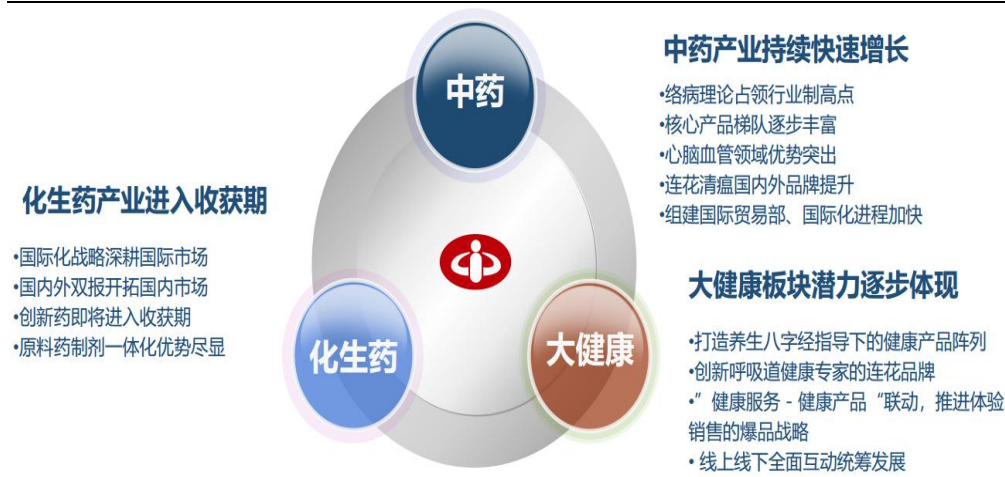 中药
中药产业持续快速增长
•络病理论占领行业制高点
•核心产品梯队逐步丰富
•心脑血管领域优势突出
•连花清瘟国内外品牌提升
•组建国际贸易部、国际化进程加快
化生药产业进入收获期
•国际化战略深耕国际市场
•国内外双报开拓国内市场
•创新药即将进入收获期
•原料药制剂一体化优势尽显
化生药
大健康
大健康板块潜力逐步体现
•打造养生八字经指导下的健康产品阵列
•创新呼吸道健康专家的连花品牌
•”健康服务 - 健康产品“联动，推进体验
销售的爆品战略
• 线上线下全面互动统筹发展